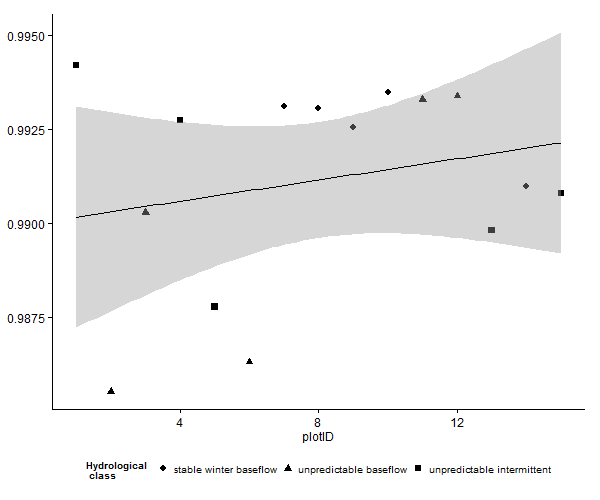 0.9950
0.9925
0.9900
0.9875
4 8 12
plotID
Hydrological class
stable winter baseflow unpredictable baseflow unpredictable intermittent